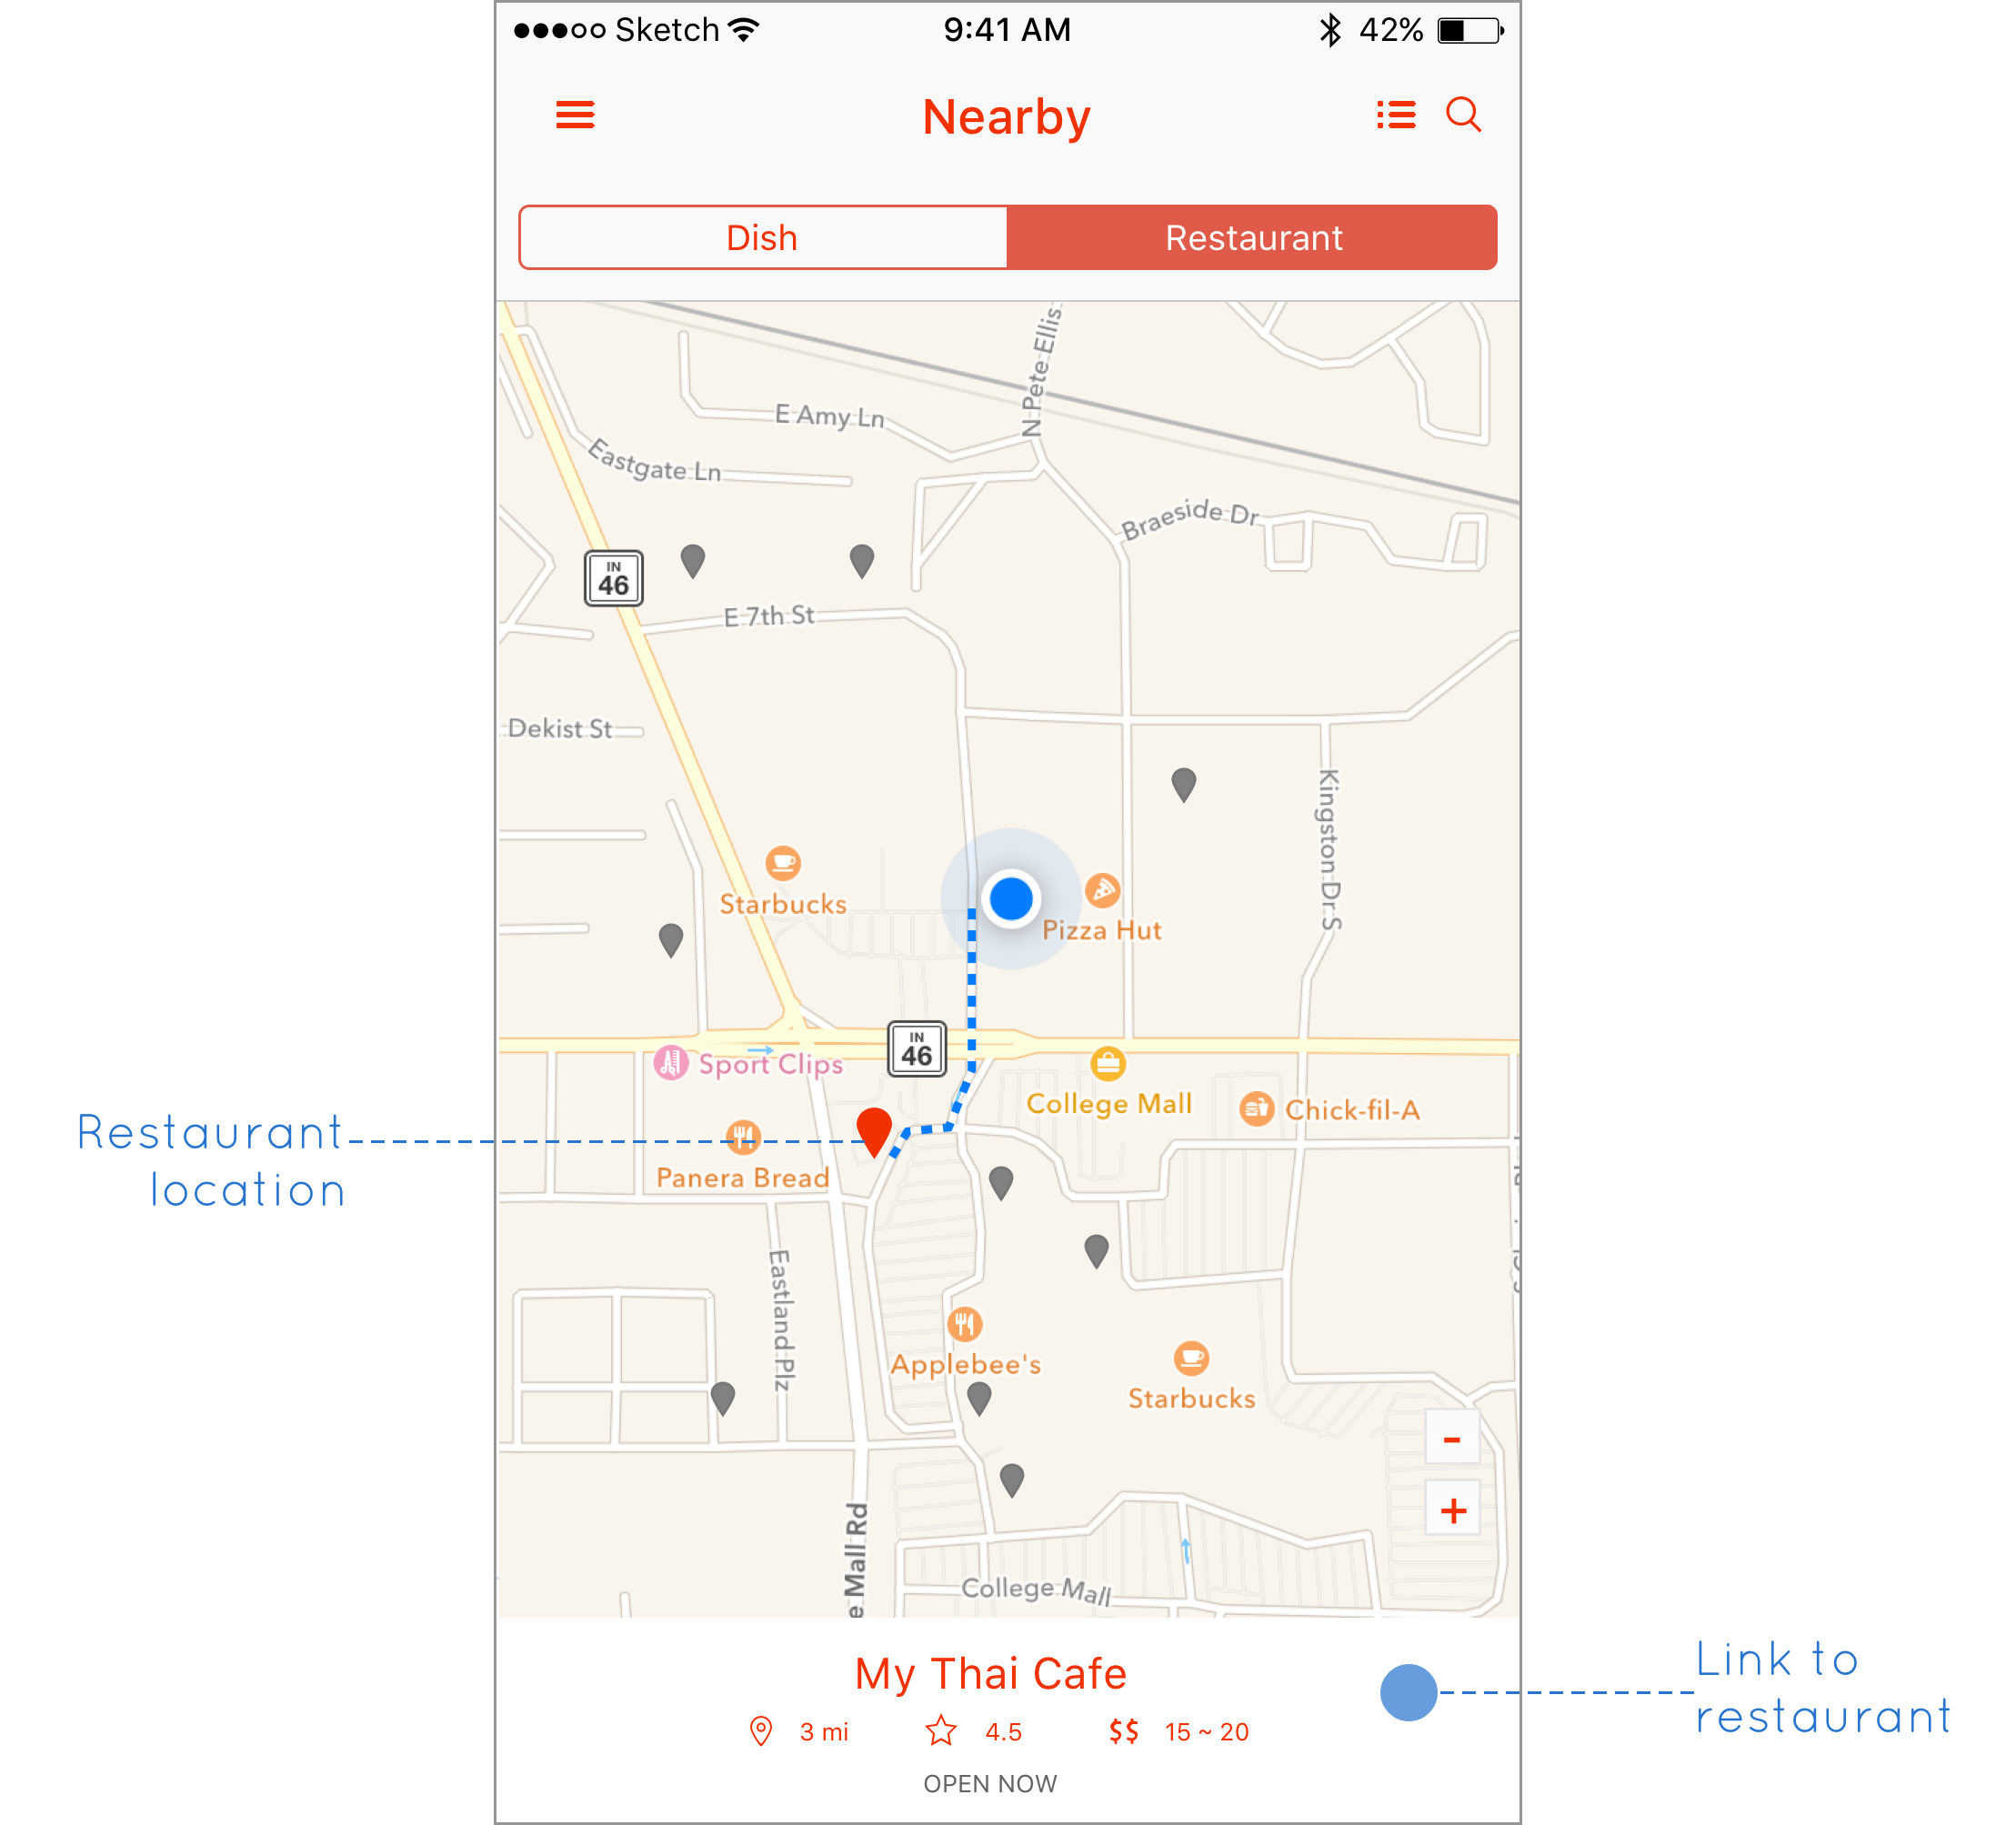 Sketch 9:41 AM 42%
Nearby
Dish Restaurant
N Pete Ellis
E Amy Ln
Eastgate Ln
Braeside Dr
IN
46
E 7th St
Dekist St
Kingston Dr S
Starbucks
Pizza Hut
IN
46
Sport Clips
College Mall
Chick-fil-A
Restaurant
location
Panera Bread
Eastland Plz
Applebee's
Starbucks
-
+
e Mall Rd
College Mall
My Thai Cafe
3 mi 4.5 $$ 15 ~ 20
OPEN NOW
Link to
restaurant